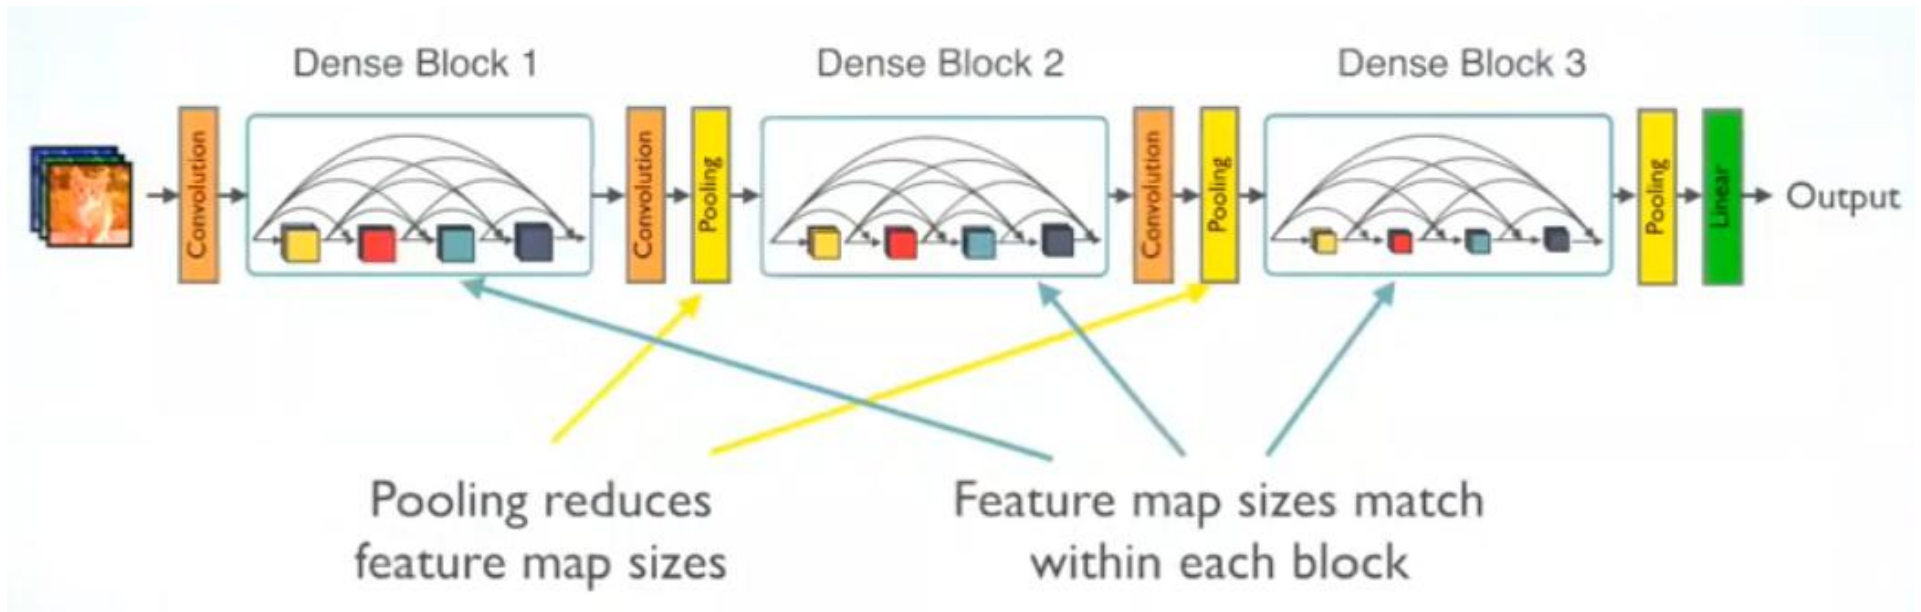 Dense Block 1
Dense Block 2
Dense Block 3
Convolution
Convolution
Pooling
Convolution
Pooling
Pooling
Linear
Output
Pooling reduces
feature map sizes
Feature map sizes match
within each block